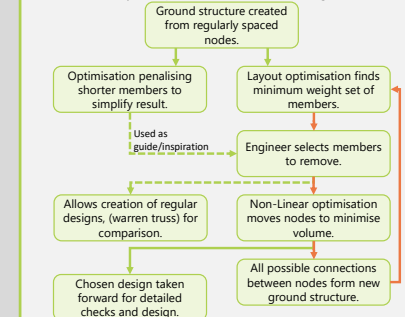 Ground structure created
from regularly spaced
nodes.
Optimisation penalising
shorter members to
simplify result.
Layout optimisation finds
minimum weight set of
members.
Used as
guide/inspiration
Engineer selects members
to remove.
Allows creation of regular
designs, (warren truss) for
comparison.
Non-Linear optimisation
moves nodes to minimise
volume.
Chosen design taken
forward for detailed
checks and design.
All possible connections
between nodes form new
ground structure.